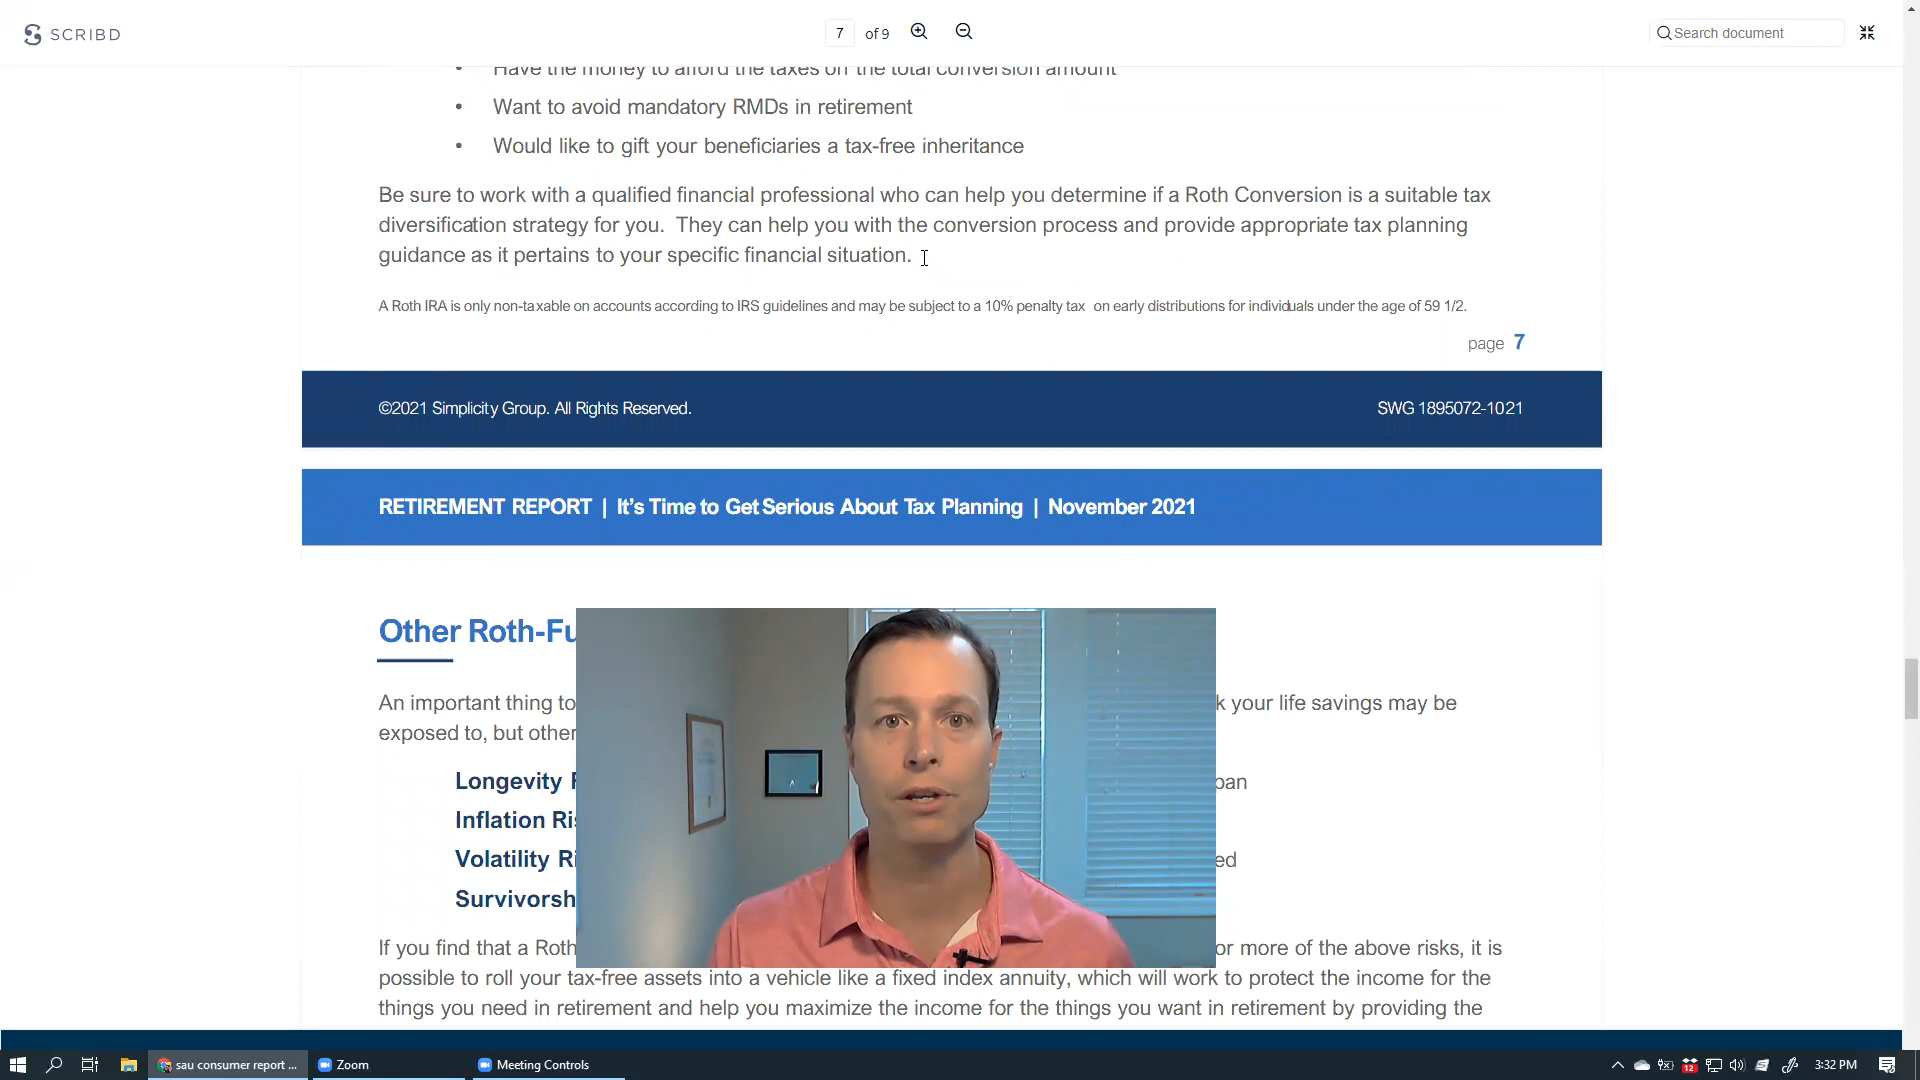 SCRIBD
7 of 9
Search document
Have the money to afford the taxes on the total conversion amount
• Want to avoid mandatory RMDs in retirement
• Would like to gift your beneficiaries a tax-free inheritance
Be sure to work with a qualified financial professional who can help you determine if a Roth Conversion is a suitable tax
diversification strategy for you. They can help you with the conversion process and provide appropriate tax planning
guidance as it pertains to your specific financial situation.
A Roth IRA is only non-taxable on accounts according to IRS guidelines and may be subject to a 10% penalty tax on early distributions for individuals under the age of 59 1/2.
page 7
©2021 Simplicity Group. All Rights Reserved.
SWG 1895072-1021
RETIREMENT REPORT | It's Time to Get Serious About Tax Planning | November 2021
Other Roth-Fu
An important thing to k your life savings may be
exposed to, but other
Longevity
Inflation Ris
Volatility Ri ed
Survivorsh
If you find that a Roth or more of the above risks, it is
possible to roll your tax-free assets into a vehicle like a fixed index annuity, which will work to protect the income for the
things you need in retirement and help you maximize the income for the things you want in retirement by providing the
sau consumer report ...
Zoom
Meeting Controls
12
3:32 PM